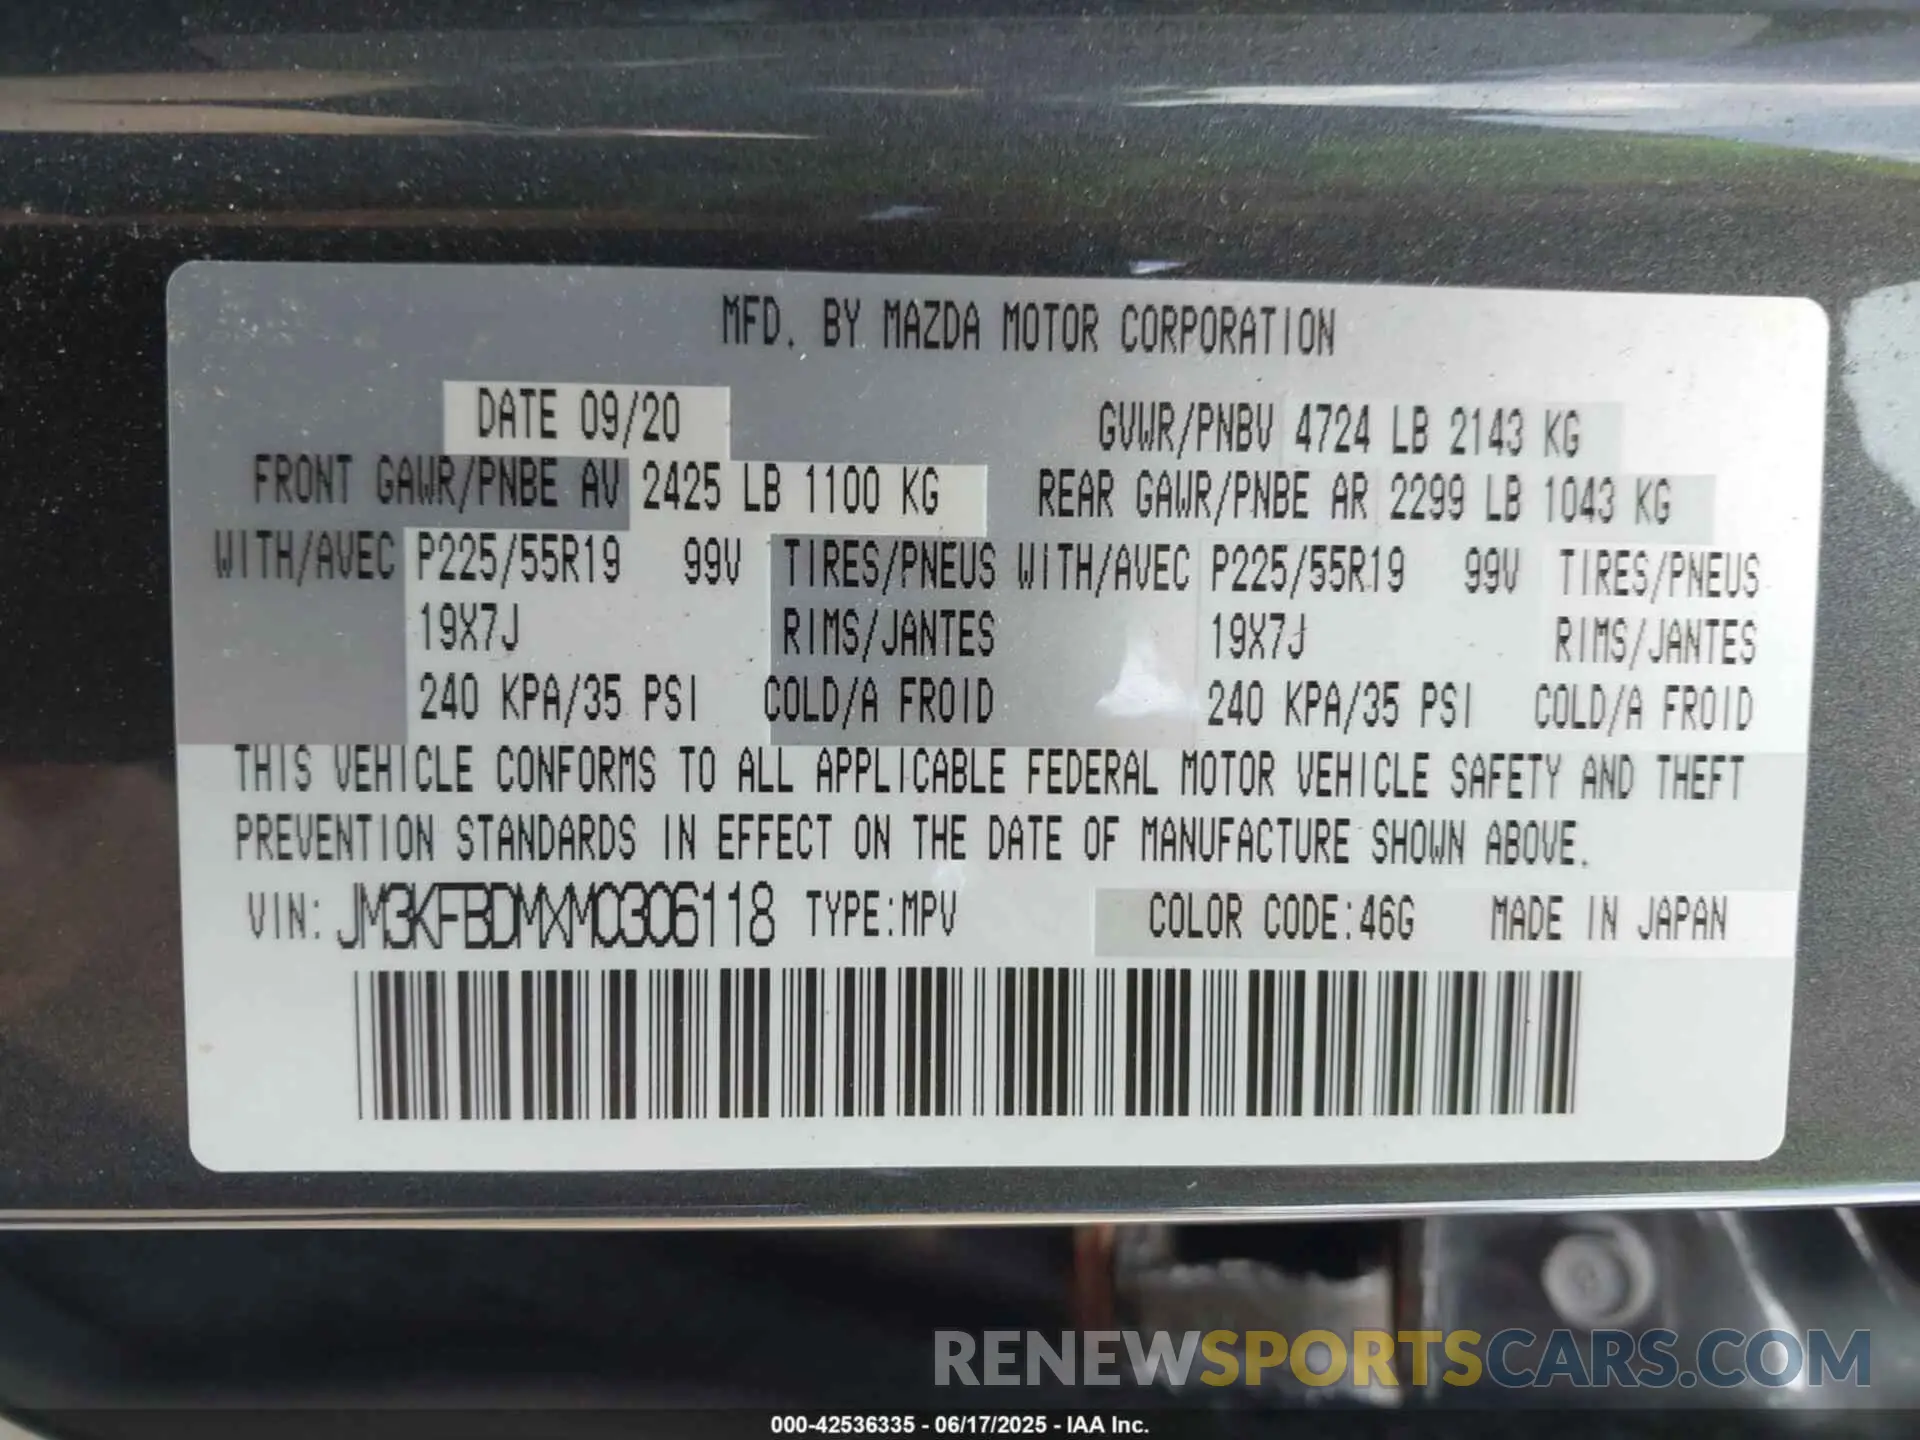 MFD. BY MAZDA MOTOR CORPORATION
DATE 09/20 GVWR/PNBV 4724 LB 2143 KG
FRONT GAWR/PNBE AV 2425 LB 1100 KG REAR GAWR/PNBE AR 2299 LB 1043 KG
WITH/AVEC P225/55R19 99V TIRES/PNEUS WITH/AVEC P225/55R19 99V TIRES/PNEUS
19X7J RIMS/JANTES 19X7J RIMS/JANTES
240 KPA/35 PSI COLD/A FROID 240 KPA/35 PSI COLD/A FROID
THIS VEHICLE CONFORMS TO ALL APPLICABLE FEDERAL MOTOR VEHICLE SAFETY AND THEFT
PREVENTION STANDARDS IN EFFECT ON THE DATE OF MANUFACTURE SHOWN ABOVE.
VIN: JM3KFBDMXM0306118 TYPE:MPV COLOR CODE:46G MADE IN JAPAN
RENEWSPORTSCARS.COM
000-42536335 - 06/17/2025 - IAA Inc.